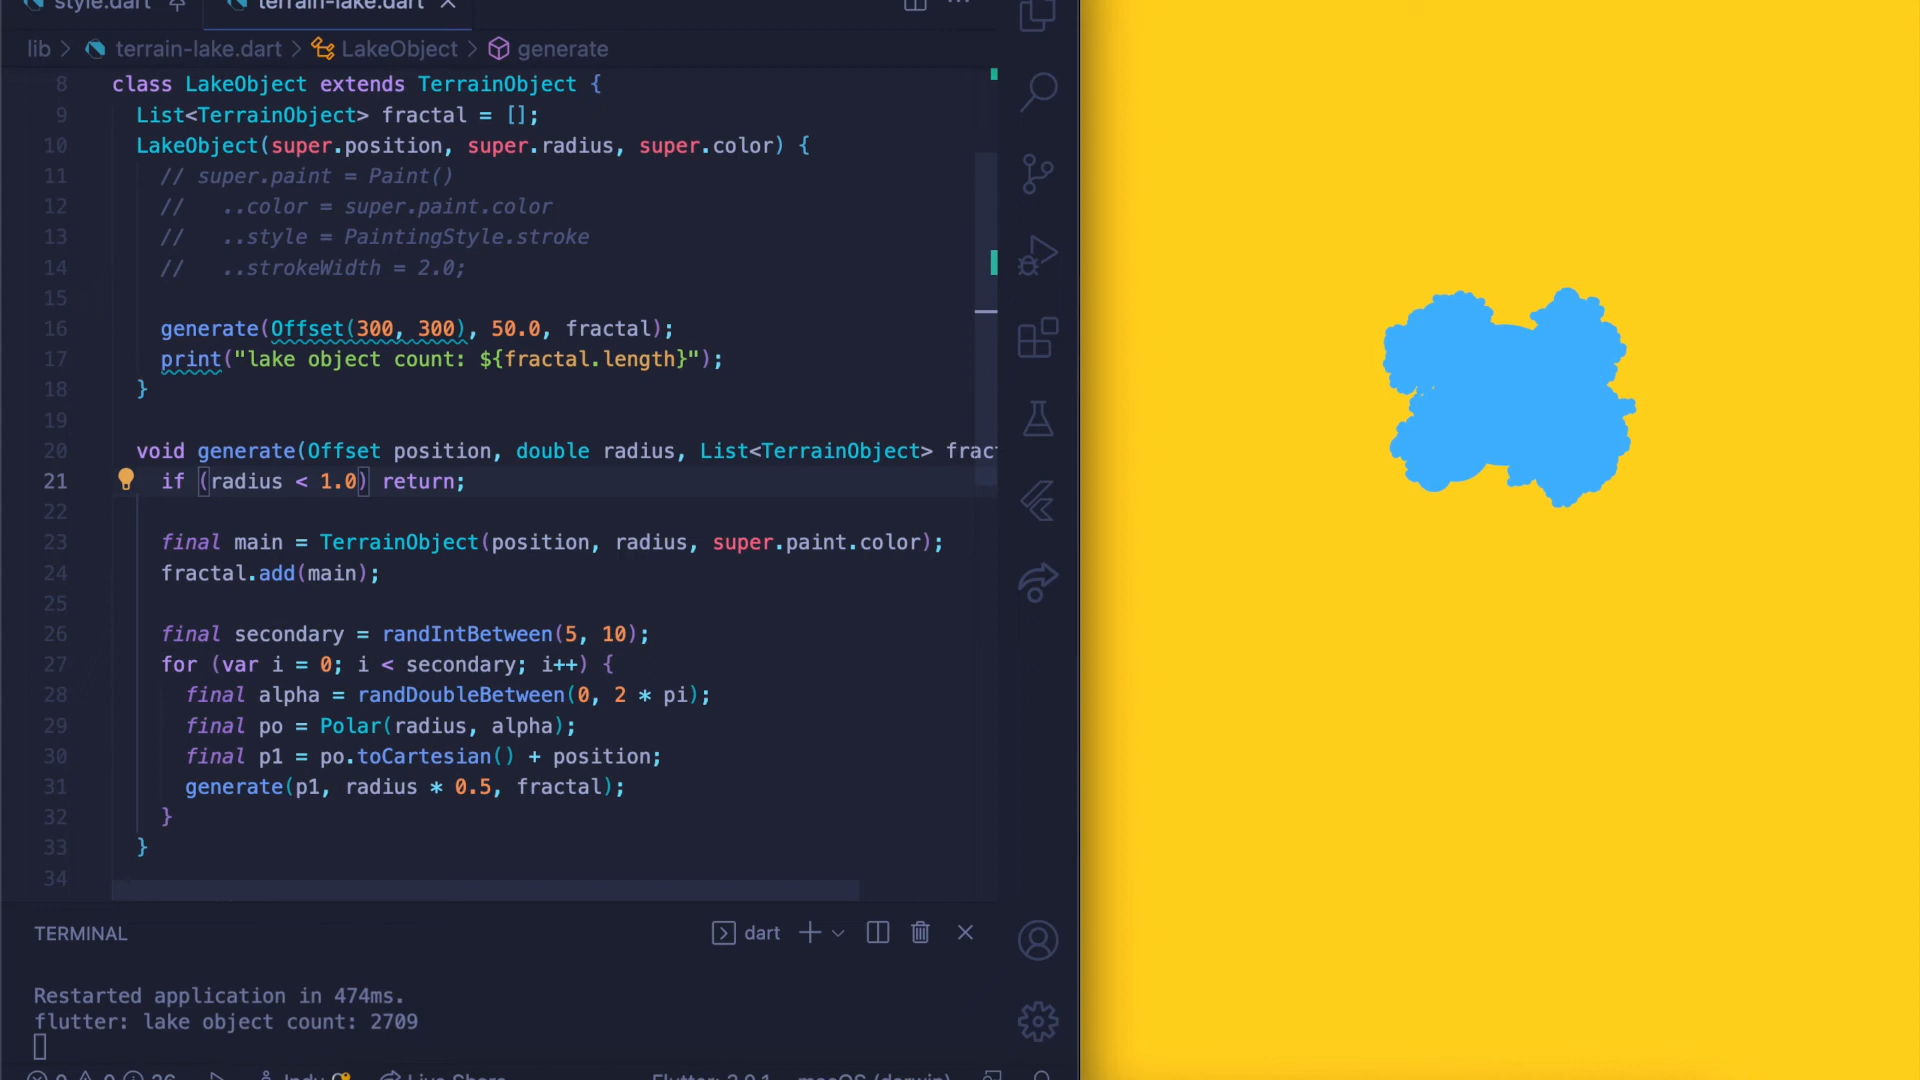 style.dart
terrain-lake.dart
lib > terrain-lake.dart > LakeObject > generate
8 class LakeObject extends TerrainObject {
9 List<TerrainObject> fractal = [];
10 LakeObject(super.position, super.radius, super.color) {
11 // super.paint = Paint()
12 //   ..color = super.paint.color
13 //   ..style = PaintingStyle.stroke
14 //   ..strokeWidth = 2.0;
15
16 generate(Offset(300, 300), 50.0, fractal);
17 print("lake object count: ${fractal.length}");
18 }
19
20 void generate(Offset position, double radius, List<TerrainObject> frac
21 if (radius < 1.0) return;
22
23 final main = TerrainObject(position, radius, super.paint.color);
24 fractal.add(main);
25
26 final secondary = randIntBetween(5, 10);
27 for (var i = 0; i < secondary; i++) {
28 final alpha = randDoubleBetween(0, 2 * pi);
29 final po = Polar(radius, alpha);
30 final p1 = po.toCartesian() + position;
31 generate(p1, radius * 0.5, fractal);
32 }
33 }
34
TERMINAL
dart
Restarted application in 474ms.
flutter: lake object count: 2709
Live Share